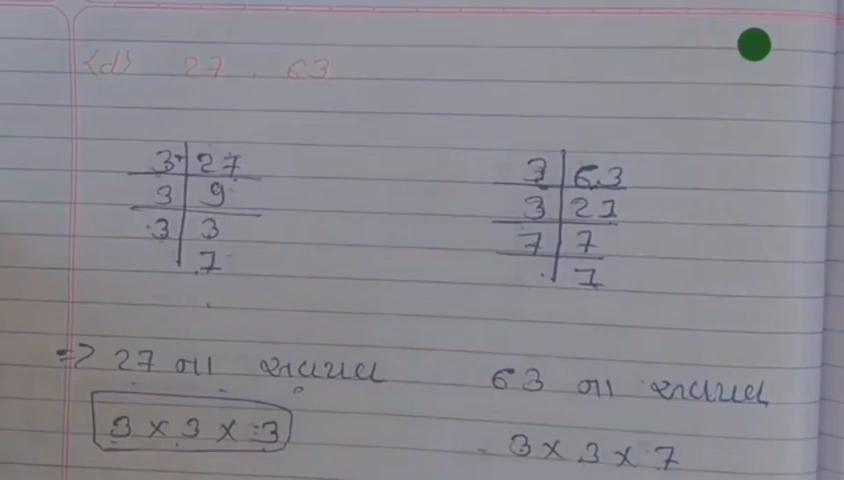 (d) 27, 63
3 27 3 63
3 9 3 21
3 3 7 7
1 1
=> 27 ના અવયવ 63 ના અવયવ
3 x 3 x 3 3 x 3 x 7